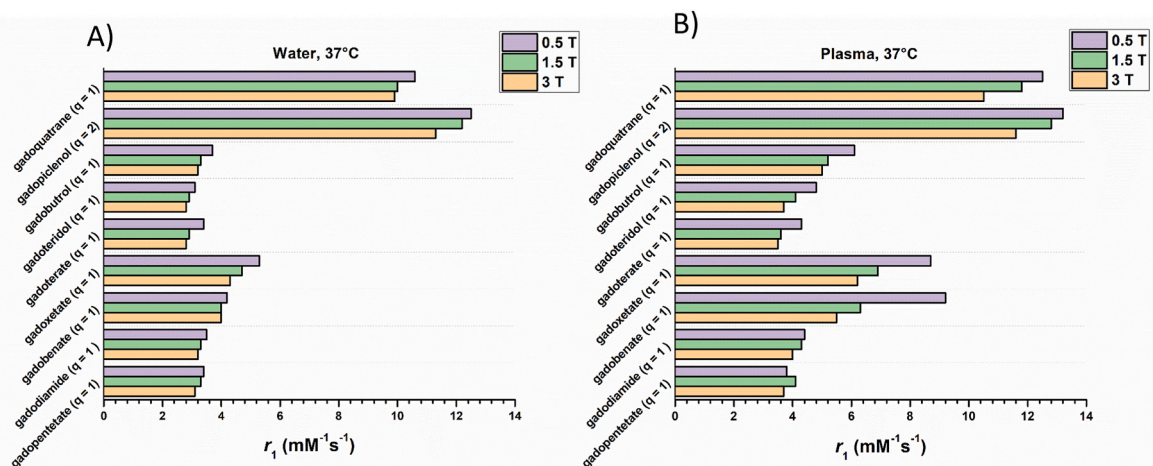 A)
Water, 37°C
0.5 T
1.5 T
3 T
gadoquatrane (q = 1)
gadopiclenol (q = 2)
gadobutrol (q = 1)
gadoteridol (q = 1)
gadoterate (q = 1)
gadoxetate (q = 1)
gadobenate (q = 1)
gadodiamide (q = 1 )
gadopentetate (q = 1)
0 2 4 6 8 10 12 14
r₁ (mM⁻¹s⁻¹)
B)
Plasma, 37°C
0.5 T
1.5 T
3 T
gadoquatrane (q = 1)
gadopiclenol (q = 2)
gadobutrol (q = 1)
gadoteridol (q = 1)
gadoterate (q = 1)
gadoxetate (q = 1)
gadobenate (q = 1)
gadodiamide (q = 1 )
gadopentetate (q = 1)
0 2 4 6 8 10 12 14
r₁ (mM⁻¹s⁻¹)